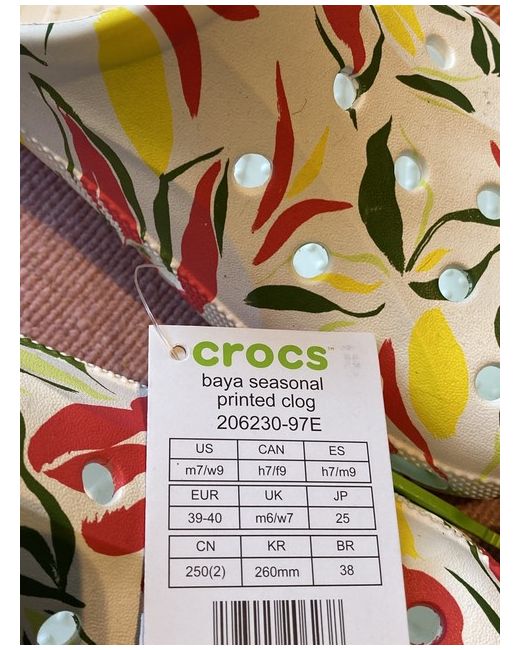 crocs™
baya seasonal
printed clog
206230-97E
US CAN ES
m7/w9 h7/f9 h7/m9
EUR UK JP
39-40 m6/w7 25
CN KR BR
250(2) 260mm 38